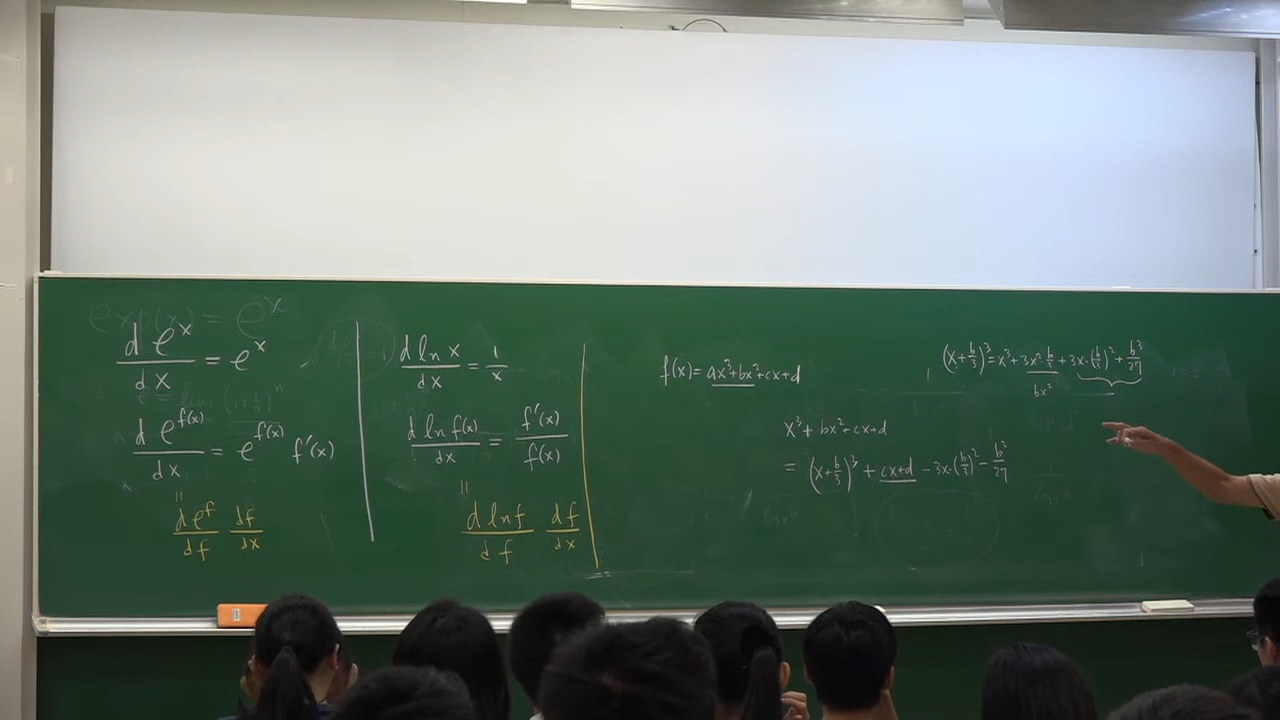 exp(x) = e^x
d e^x / dx = e^x
d e^{f(x)} / dx = e^{f(x)} f'(x)
"
de^f / df df / dx
d ln x / dx = 1 / x
d ln f(x) / dx = f'(x) / f(x)
"
d ln f / df df / dx
f(x) = ax³+bx²+cx+d
x³ + bx²+cx+d
= (x+b/3)³ + cx+d - 3x·(b/3)² - b³/27
(x+b/3)³ = x³ + 3x²·b/3 + 3x·(b/3)² + b³/27
bx²